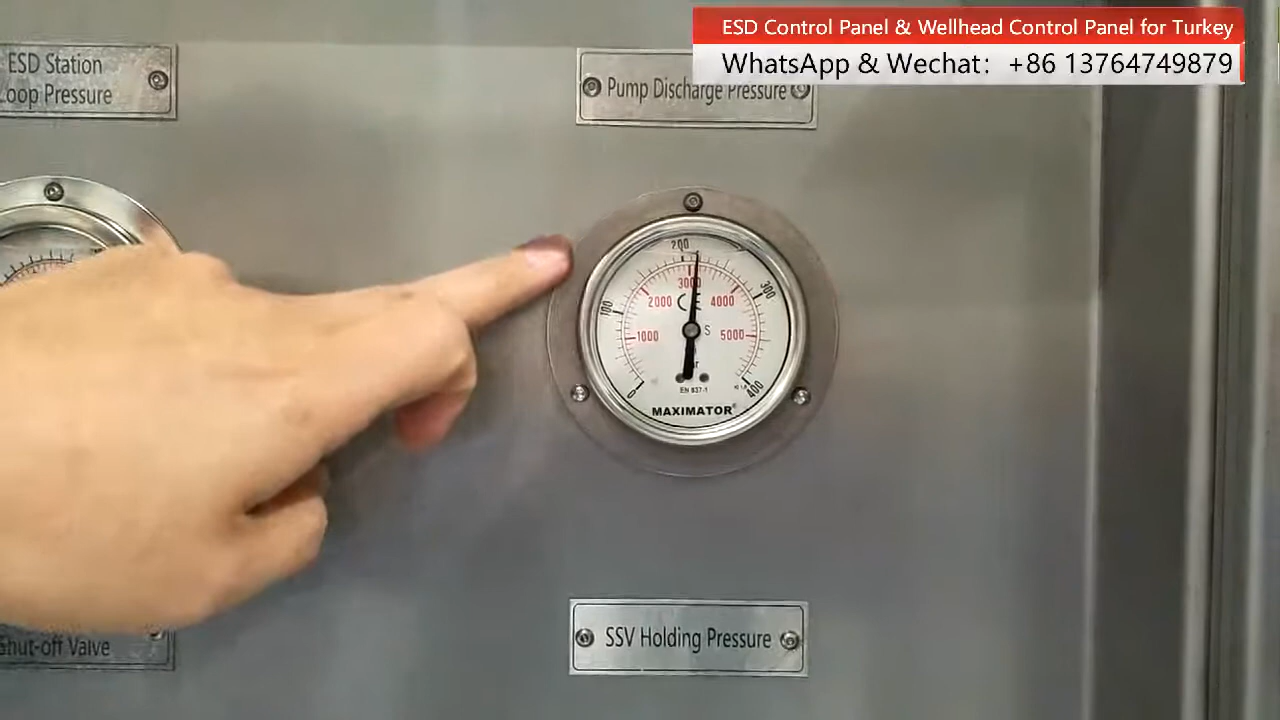 ESD Control Panel & Wellhead Control Panel for Turkey
WhatsApp & Wechat: +86 13764749879
ESD Station
Loop Pressure
Pump Discharge Pressure
200
300
100
3000
2000
4000
CE
1000
5000
S
0
400
EN 837-1
MAXIMATOR®
Shut-off Valve
SSV Holding Pressure